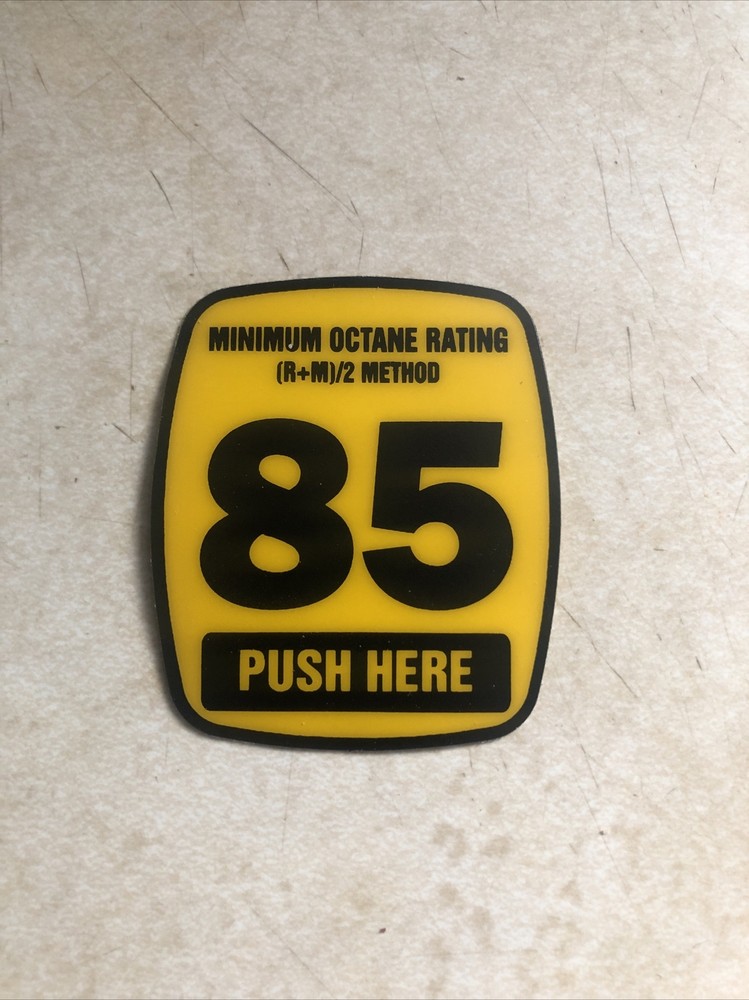 MINIMUM OCTANE RATING
(R+M)/2 METHOD
85
PUSH HERE